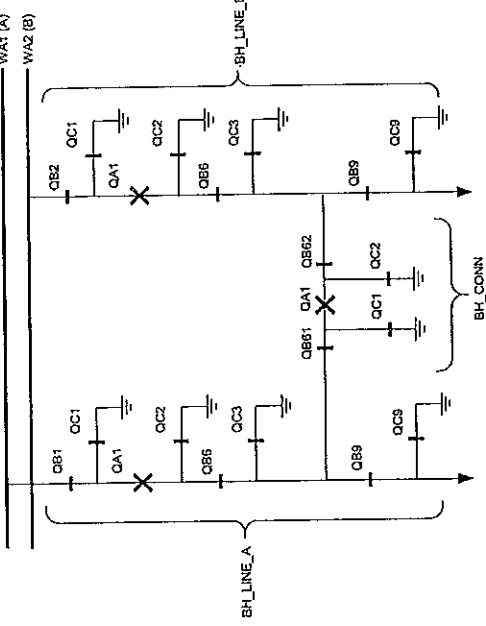 WA1 (A)
WA2 (B)
QB1
QC1
QA1
QC2
QB6
QC3
QB9
QC9
BH_LINE_A
QB2
QC1
QA1
QC2
QB6
QC3
QB9
QC9
BH_LINE_B
QB61
QA1
QB62
QC1
QC2
BH_CONN